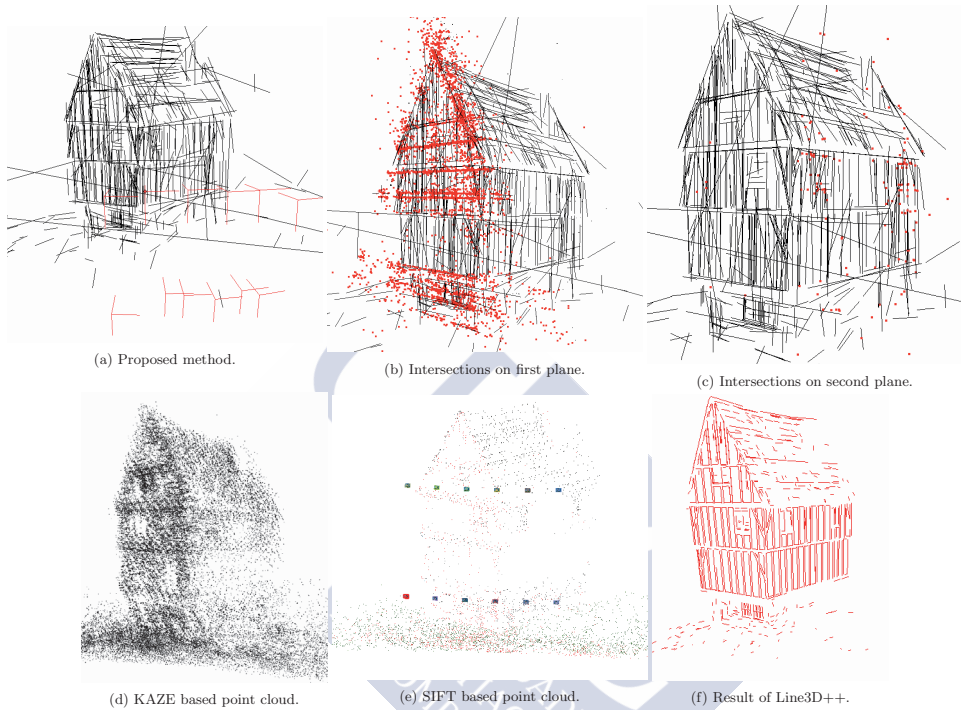 (a) Proposed method.
(b) Intersections on first plane.
(c) Intersections on second plane.
(d) KAZE based point cloud.
(e) SIFT based point cloud.
(f) Result of Line3D++.